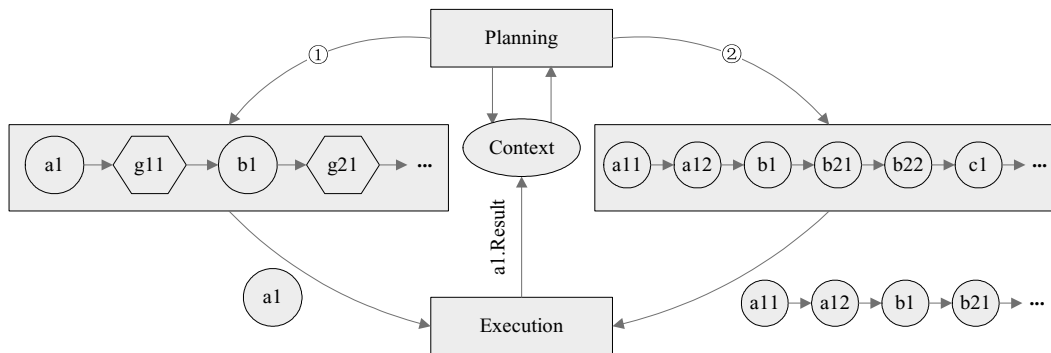 Planning
①
②
Context
a1 g11 b1 g21 ...
a11 a12 b1 b21 b22 c1 ...
a1.Result
a1
a11 a12 b1 b21 ...
Execution